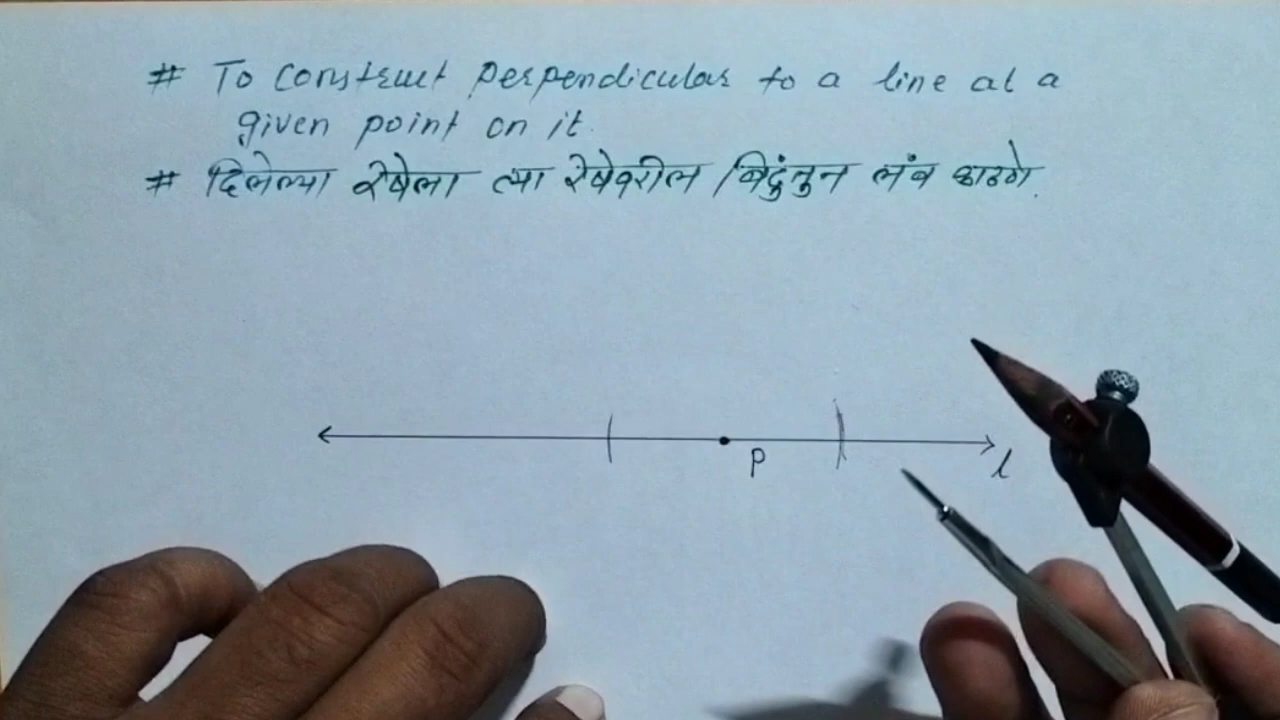 # To construct perpendicular to a line at a
given point on it.
# दिलेल्या रेषेला त्या रेषेवरील बिंदुंतुन लंब काढणे.
P
l